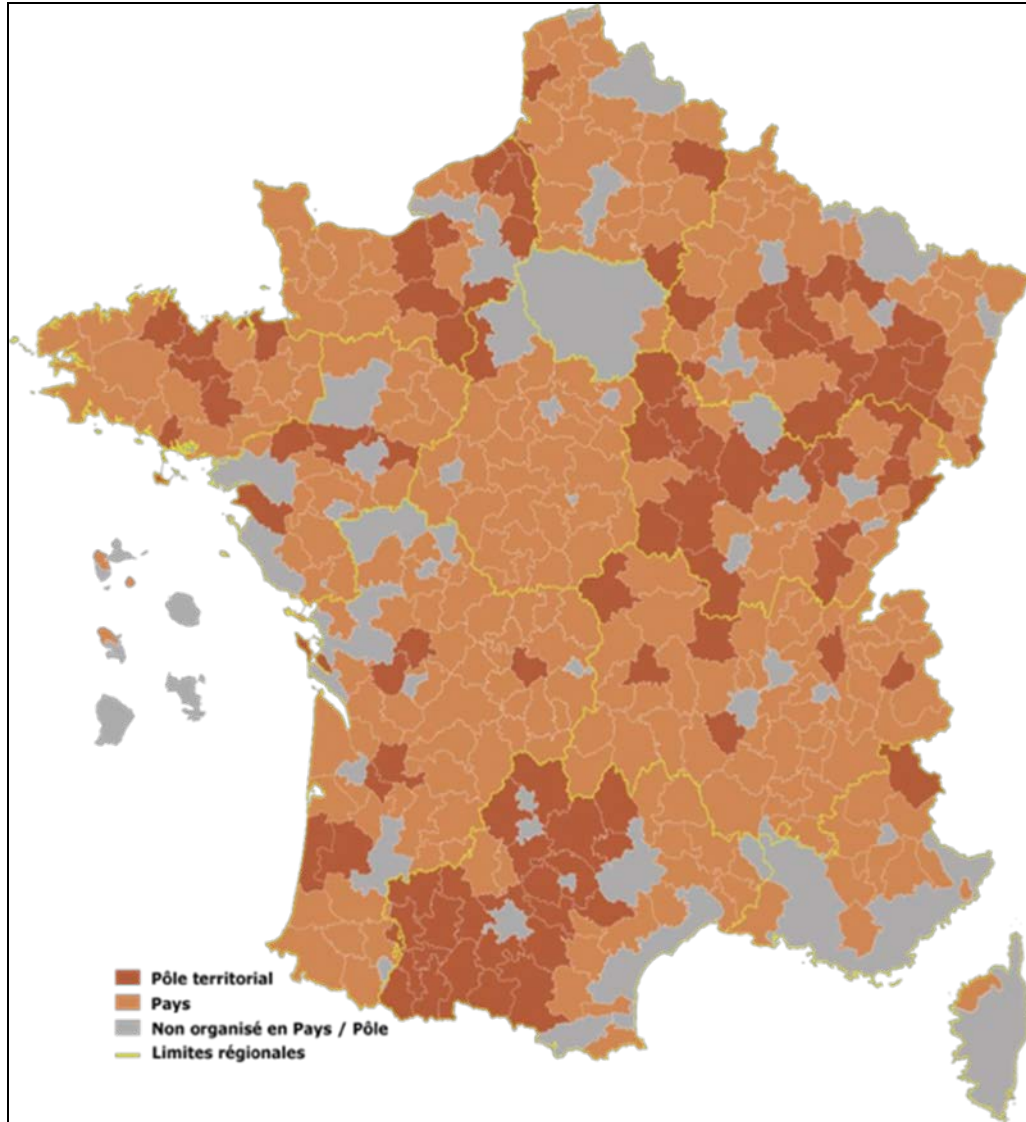 Pôle territorial
Pays
Non organisé en Pays / Pôle
Limites régionales